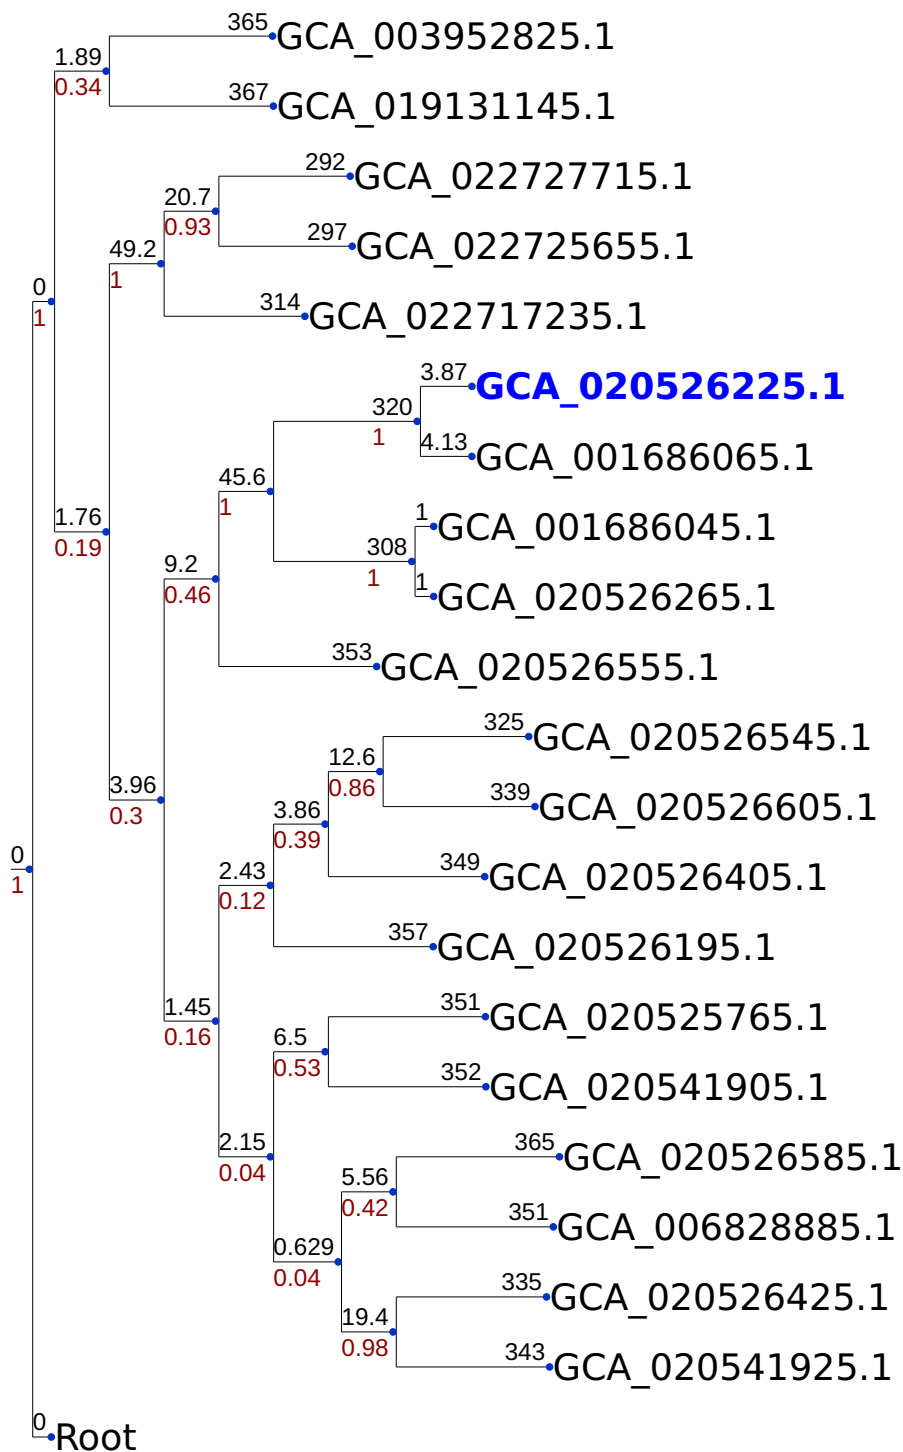 365
GCA_003952825.1
1.89
0.34
367
GCA_019131145.1
292
GCA_022727715.1
20.7
0.93
297
GCA_022725655.1
49.2
1
0
1
314
GCA_022717235.1
3.87
GCA_020526225.1
320
1
4.13
GCA_001686065.1
45.6
1
1
GCA_001686045.1
1.76
0.19
308
1
1
GCA_020526265.1
9.2
0.46
353
GCA_020526555.1
325
GCA_020526545.1
12.6
0.86
3.96
0.3
339
GCA_020526605.1
3.86
0.39
0
1
349
GCA_020526405.1
2.43
0.12
357
GCA_020526195.1
1.45
0.16
351
GCA_020525765.1
6.5
0.53
352
GCA_020541905.1
2.15
0.04
365
GCA_020526585.1
5.56
0.42
351
GCA_006828885.1
0.629
0.04
335
GCA_020526425.1
19.4
0.98
343
GCA_020541925.1
0
Root